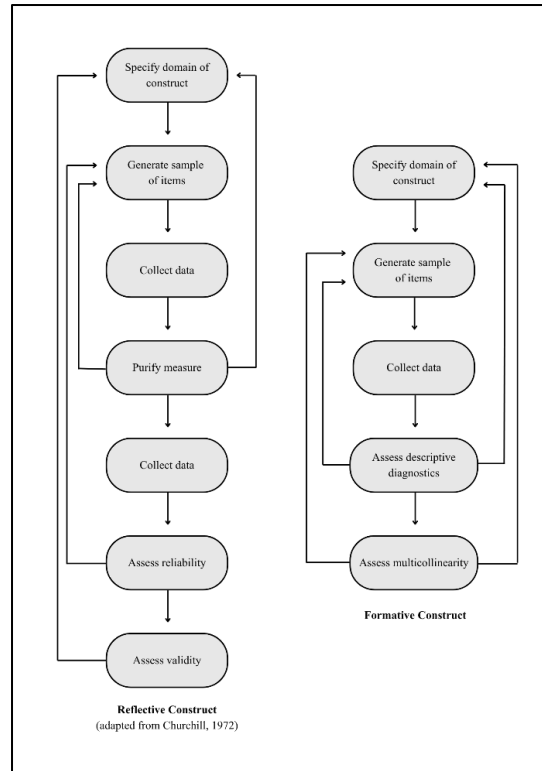 Specify domain of
construct
Generate sample
of items
Collect data
Purify measure
Collect data
Assess reliability
Assess validity
Reflective Construct
(adapted from Churchill, 1972)
Specify domain of
construct
Generate sample
of items
Collect data
Assess descriptive
diagnostics
Assess multicollinearity
Formative Construct